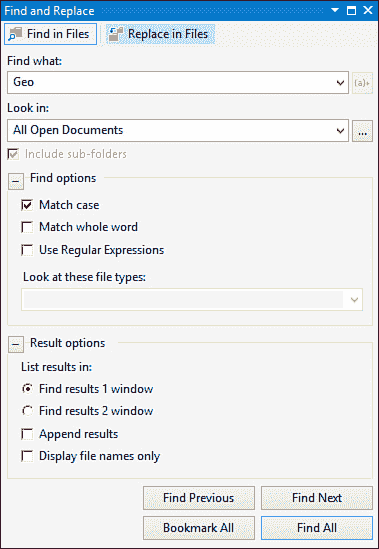 Find and Replace
Find in Files
Replace in Files
Find what:
Geo
(a)+
Look in:
All Open Documents
...
Include sub-folders
Find options
Match case
Match whole word
Use Regular Expressions
Look at these file types:
Result options
List results in:
Find results 1 window
Find results 2 window
Append results
Display file names only
Find Previous
Find Next
Bookmark All
Find All